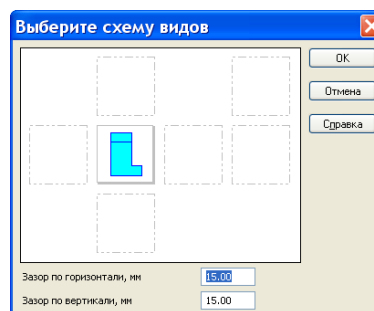 Выберите схему видов
OK
Отмена
Справка
Зазор по горизонтали, мм
15.00
Зазор по вертикали, мм
15.00